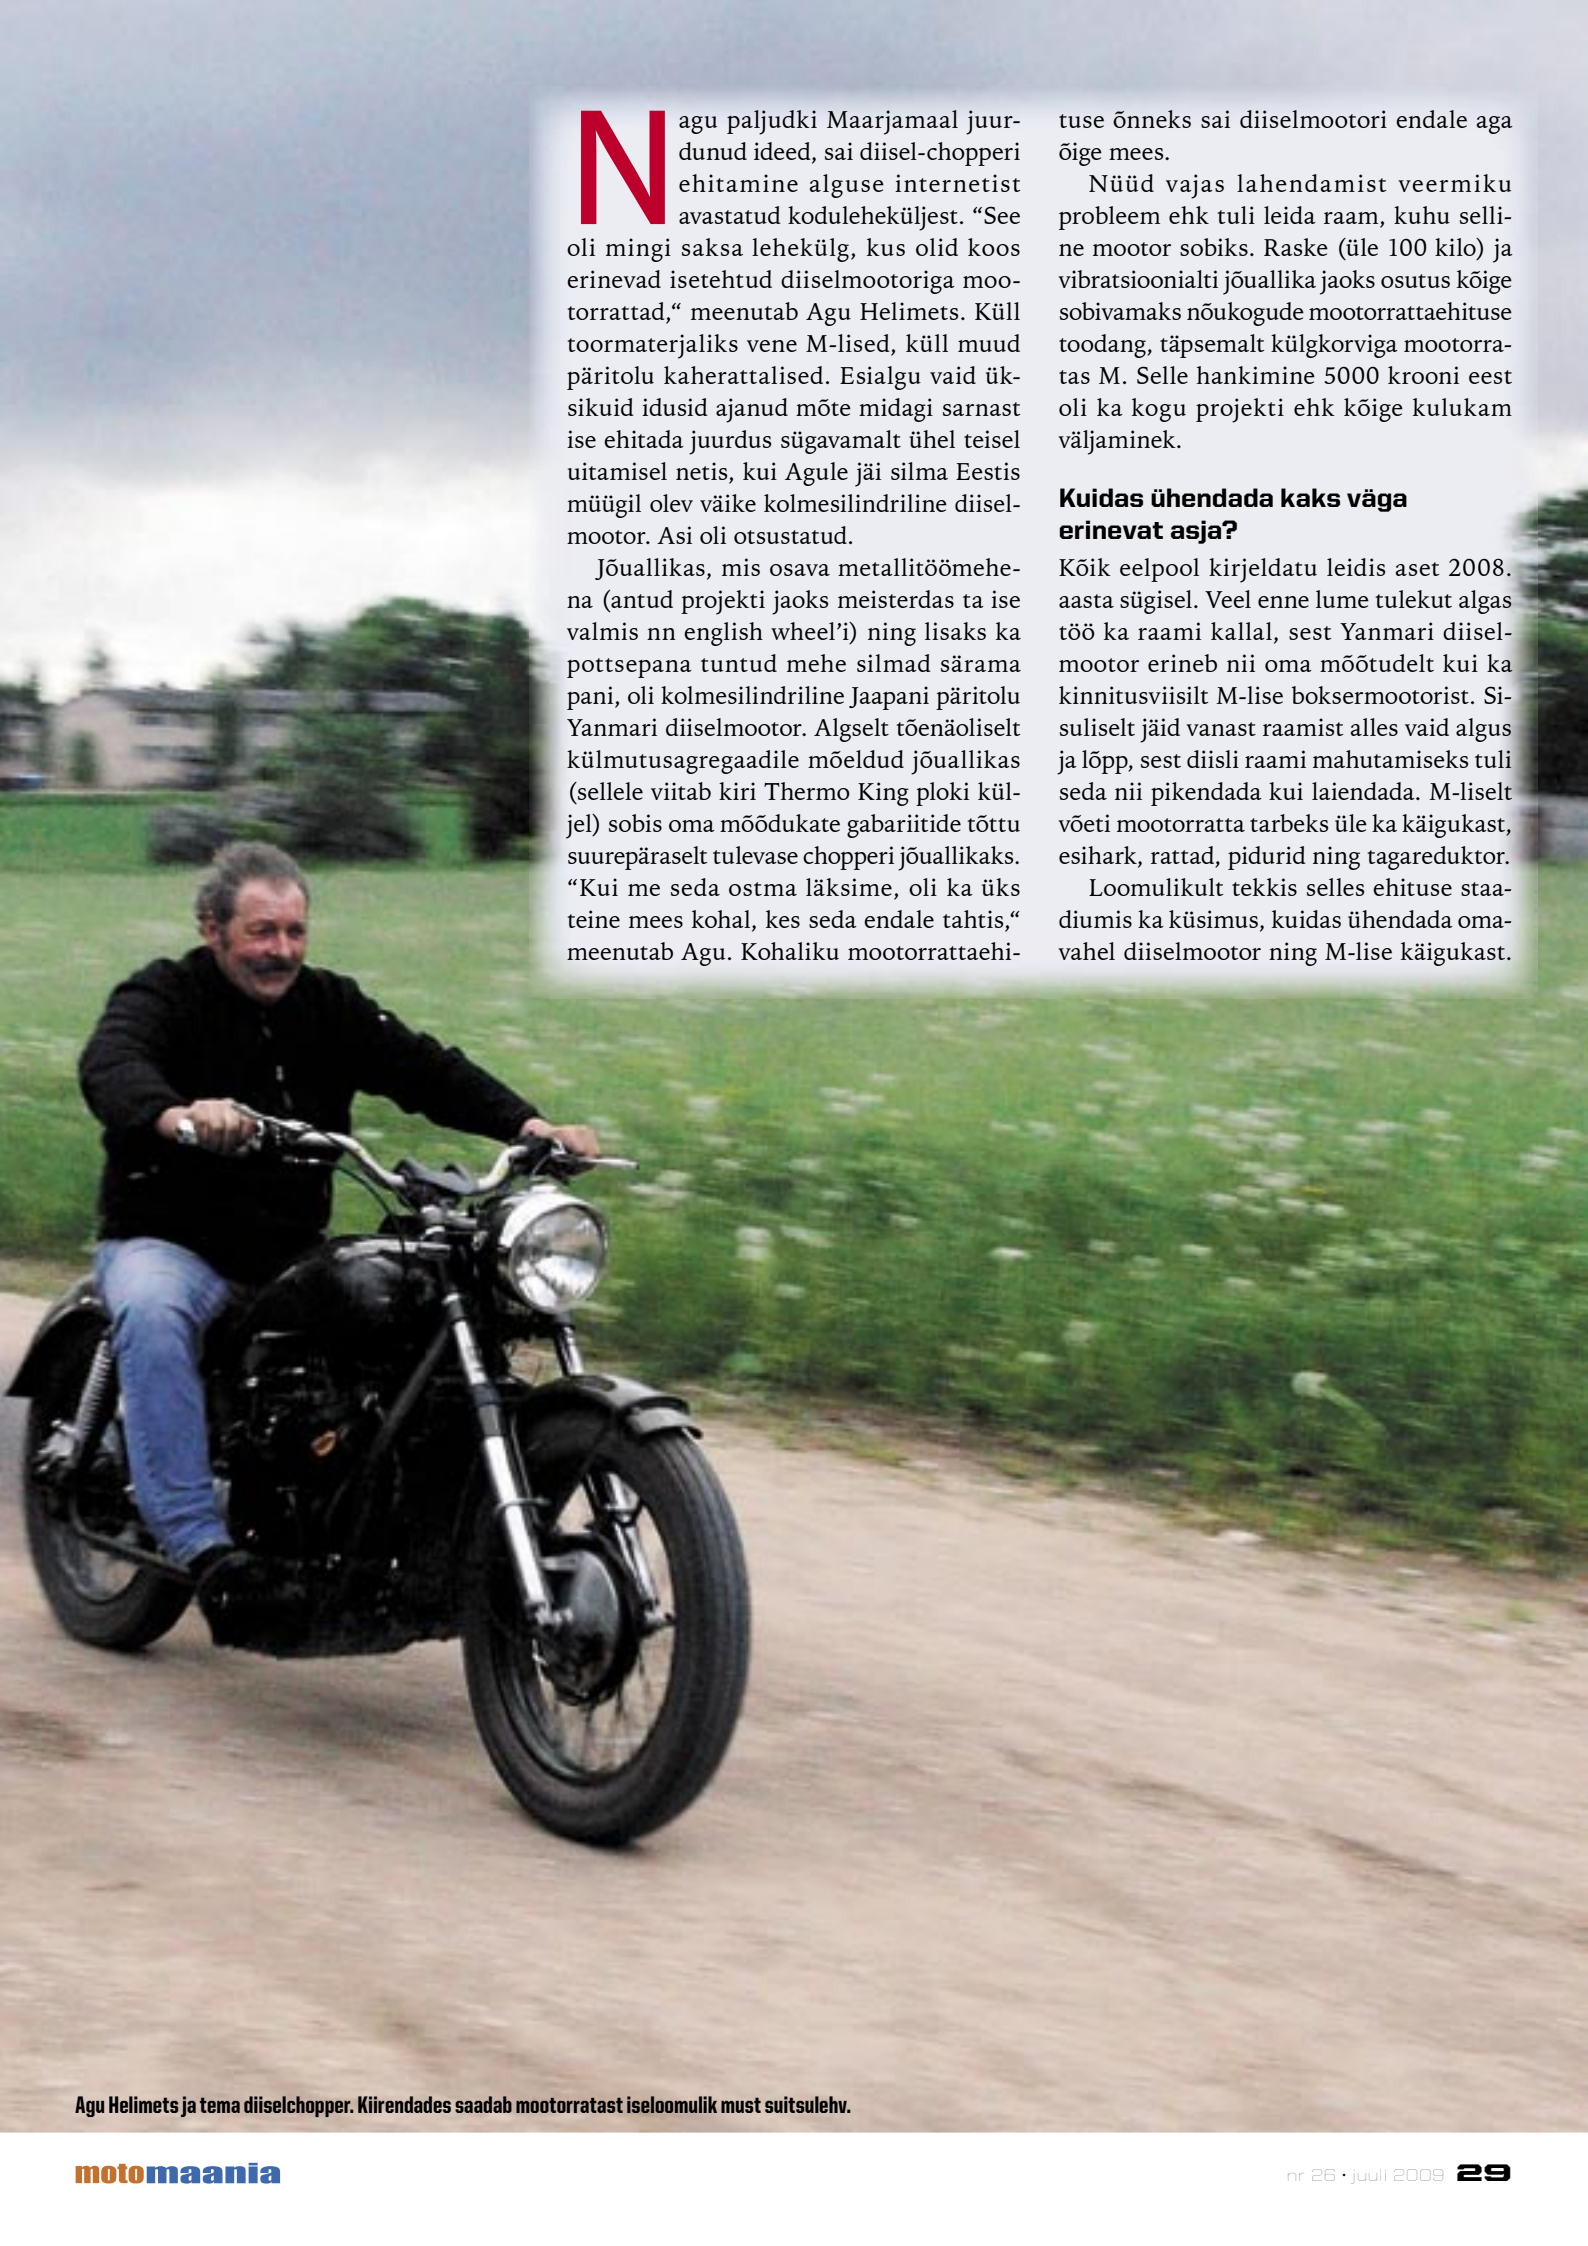 Nagu paljudki Maarjamaal juur-
dunud ideed, sai diisel-chopperi
ehitamine alguse internetist
avastatud koduleheküljest. “See
oli mingi saksa lehekülg, kus olid koos
erinevad isetehtud diiselmootoriga moo-
torrattad,“ meenutab Agu Helimets. Küll
toormaterjaliks vene M-lised, küll muud
päritolu kaherattalised. Esialgu vaid ük-
sikuid idusid ajanud mõte midagi sarnast
ise ehitada juurdus sügavamalt ühel teisel
uitamisel netis, kui Agule jäi silma Eestis
müügil olev väike kolmesilindriline diisel-
mootor. Asi oli otsustatud.
Jõuallikas, mis osava metallitöömehe-
na (antud projekti jaoks meisterdas ta ise
valmis nn english wheel’i) ning lisaks ka
pottsepana tuntud mehe silmad särama
pani, oli kolmesilindriline Jaapani päritolu
Yanmari diiselmootor. Algselt tõenäoliselt
külmutusagregaadile mõeldud jõuallikas
(sellele viitab kiri Thermo King ploki kül-
jel) sobis oma mõõdukate gabariitide tõttu
suurepäraselt tulevase chopperi jõuallikaks.
“Kui me seda ostma läksime, oli ka üks
teine mees kohal, kes seda endale tahtis,“
meenutab Agu. Kohaliku mootorrattaehi-
tuse õnneks sai diiselmootori endale aga
õige mees.
Nüüd vajas lahendamist veermiku
probleem ehk tuli leida raam, kuhu selli-
ne mootor sobiks. Raske (üle 100 kilo) ja
vibratsioonialti jõuallika jaoks osutus kõige
sobivamaks nõukogude mootorrattaehituse
toodang, täpsemalt külgkorviga mootorra-
tas M. Selle hankimine 5000 krooni eest
oli ka kogu projekti ehk kõige kulukam
väljaminek.
Kuidas ühendada kaks väga
erinevat asja?
Kõik eelpool kirjeldatu leidis aset 2008.
aasta sügisel. Veel enne lume tulekut algas
töö ka raami kallal, sest Yanmari diisel-
mootor erineb nii oma mõõtudelt kui ka
kinnitusviisilt M-lise boksermootorist. Si-
suliselt jäid vanast raamist alles vaid algus
ja lõpp, sest diisli raami mahutamiseks tuli
seda nii pikendada kui laiendada. M-liselt
võeti mootorratta tarbeks üle ka käigukast,
esihark, rattad, pidurid ning tagareduktor.
Loomulikult tekkis selles ehituse staa-
diumis ka küsimus, kuidas ühendada oma-
vahel diiselmootor ning M-lise käigukast.
Agu Helimets ja tema diiselchopper. Kiirendades saadab mootorratast iseloomulik must suitsulehv.
motomaania
nr 26 • juuli 2009 29